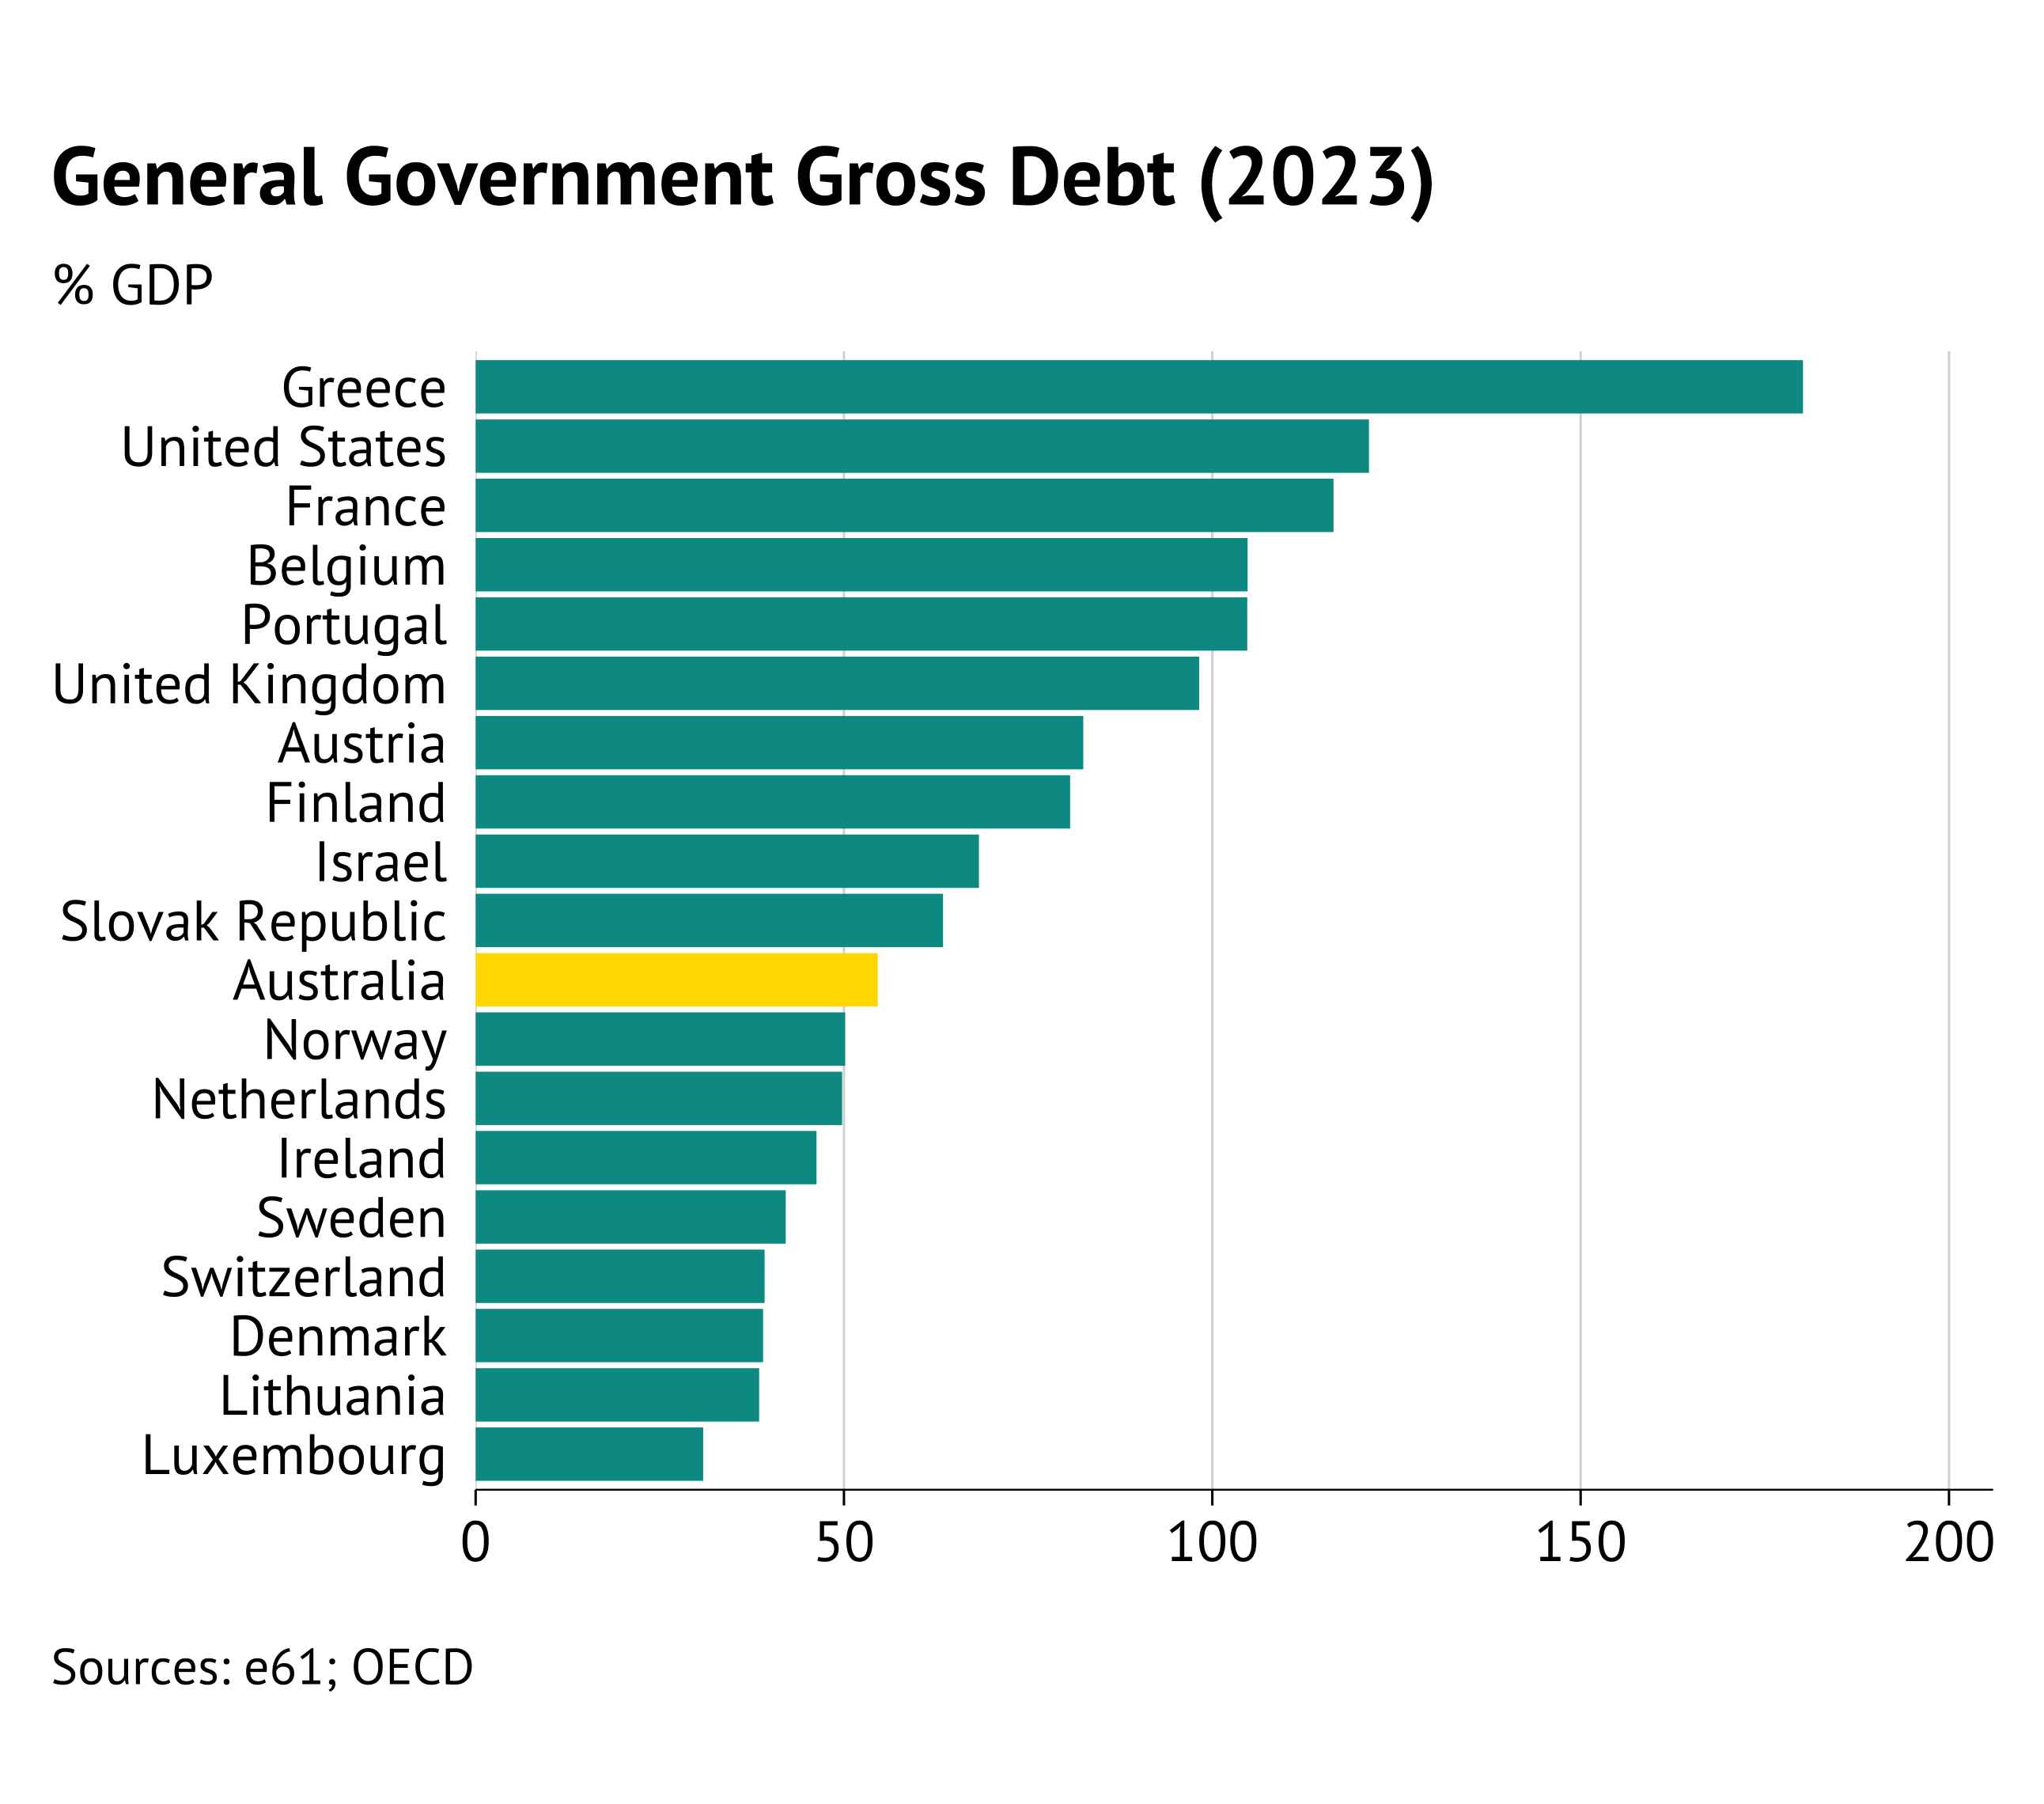 General Government Gross Debt (2023)
% GDP
Greece
United States
France
Belgium
Portugal
United Kingdom
Austria
Finland
Israel
Slovak Republic
Australia
Norway
Netherlands
Ireland
Sweden
Switzerland
Denmark
Lithuania
Luxembourg
0 50 100 150 200
Sources: e61; OECD